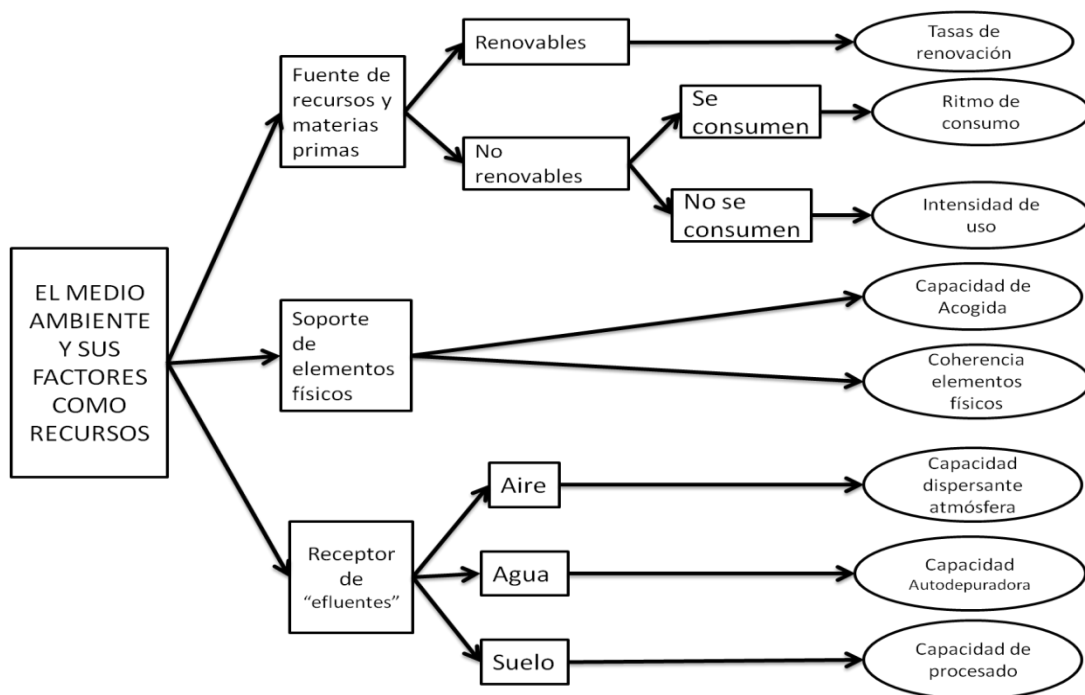 EL MEDIO
AMBIENTE
Y SUS
FACTORES
COMO
RECURSOS
Fuente de
recursos y
materias
primas
Renovables
Tasas de
renovación
No
renovables
Se
consumen
Ritmo de
consumo
No se
consumen
Intensidad de
uso
Soporte
de
elementos
físicos
Capacidad de
Acogida
Coherencia
elementos
físicos
Receptor
de
“efluentes”
Aire
Capacidad
dispersante
atmósfera
Agua
Capacidad
Autodepuradora
Suelo
Capacidad de
procesado